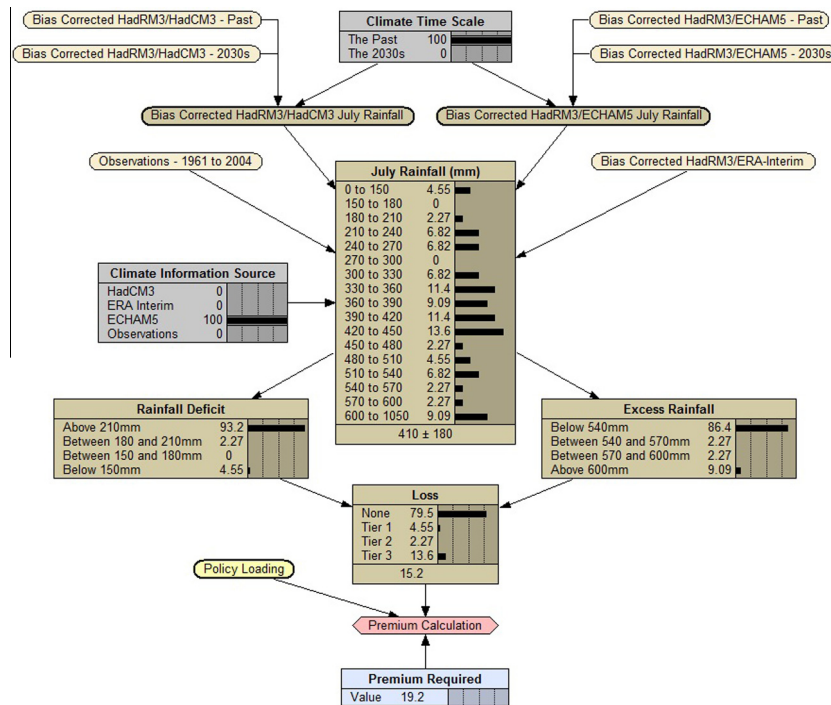 Bias Corrected HadRM3/HadCM3 - Past
Climate Time Scale
The Past 100
The 2030s 0
Bias Corrected HadRM3/ECHAM5 - Past
Bias Corrected HadRM3/HadCM3 - 2030s
Bias Corrected HadRM3/ECHAM5 - 2030s
Bias Corrected HadRM3/HadCM3 July Rainfall
Bias Corrected HadRM3/ECHAM5 July Rainfall
Observations - 1961 to 2004
Bias Corrected HadRM3/ERA-Interim
July Rainfall (mm)
0 to 150 4.55
150 to 180 0
180 to 210 2.27
210 to 240 6.82
240 to 270 6.82
270 to 300 0
300 to 330 6.82
330 to 360 11.4
360 to 390 9.09
390 to 420 11.4
420 to 450 13.6
450 to 480 2.27
480 to 510 4.55
510 to 540 6.82
540 to 570 2.27
570 to 600 2.27
600 to 1050 9.09
410 ± 180
Climate Information Source
HadCM3 0
ERA Interim 0
ECHAM5 100
Observations 0
Rainfall Deficit
Above 210mm 93.2
Between 180 and 210mm 2.27
Between 150 and 180mm 0
Below 150mm 4.55
Excess Rainfall
Below 540mm 86.4
Between 540 and 570mm 2.27
Between 570 and 600mm 2.27
Above 600mm 9.09
Loss
None 79.5
Tier 1 4.55
Tier 2 2.27
Tier 3 13.6
15.2
Policy Loading
Premium Calculation
Premium Required
Value 19.2